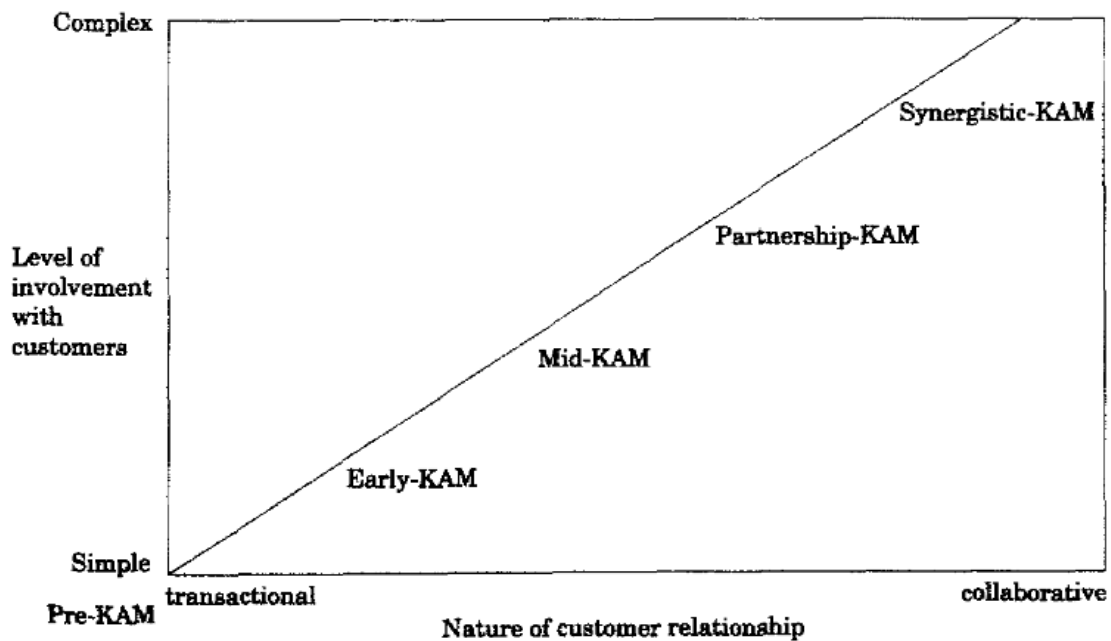 Complex
Synergistic-KAM
Partnership-KAM
Level of
involvement
with
customers
Mid-KAM
Early-KAM
Simple
transactional
collaborative
Pre-KAM
Nature of customer relationship